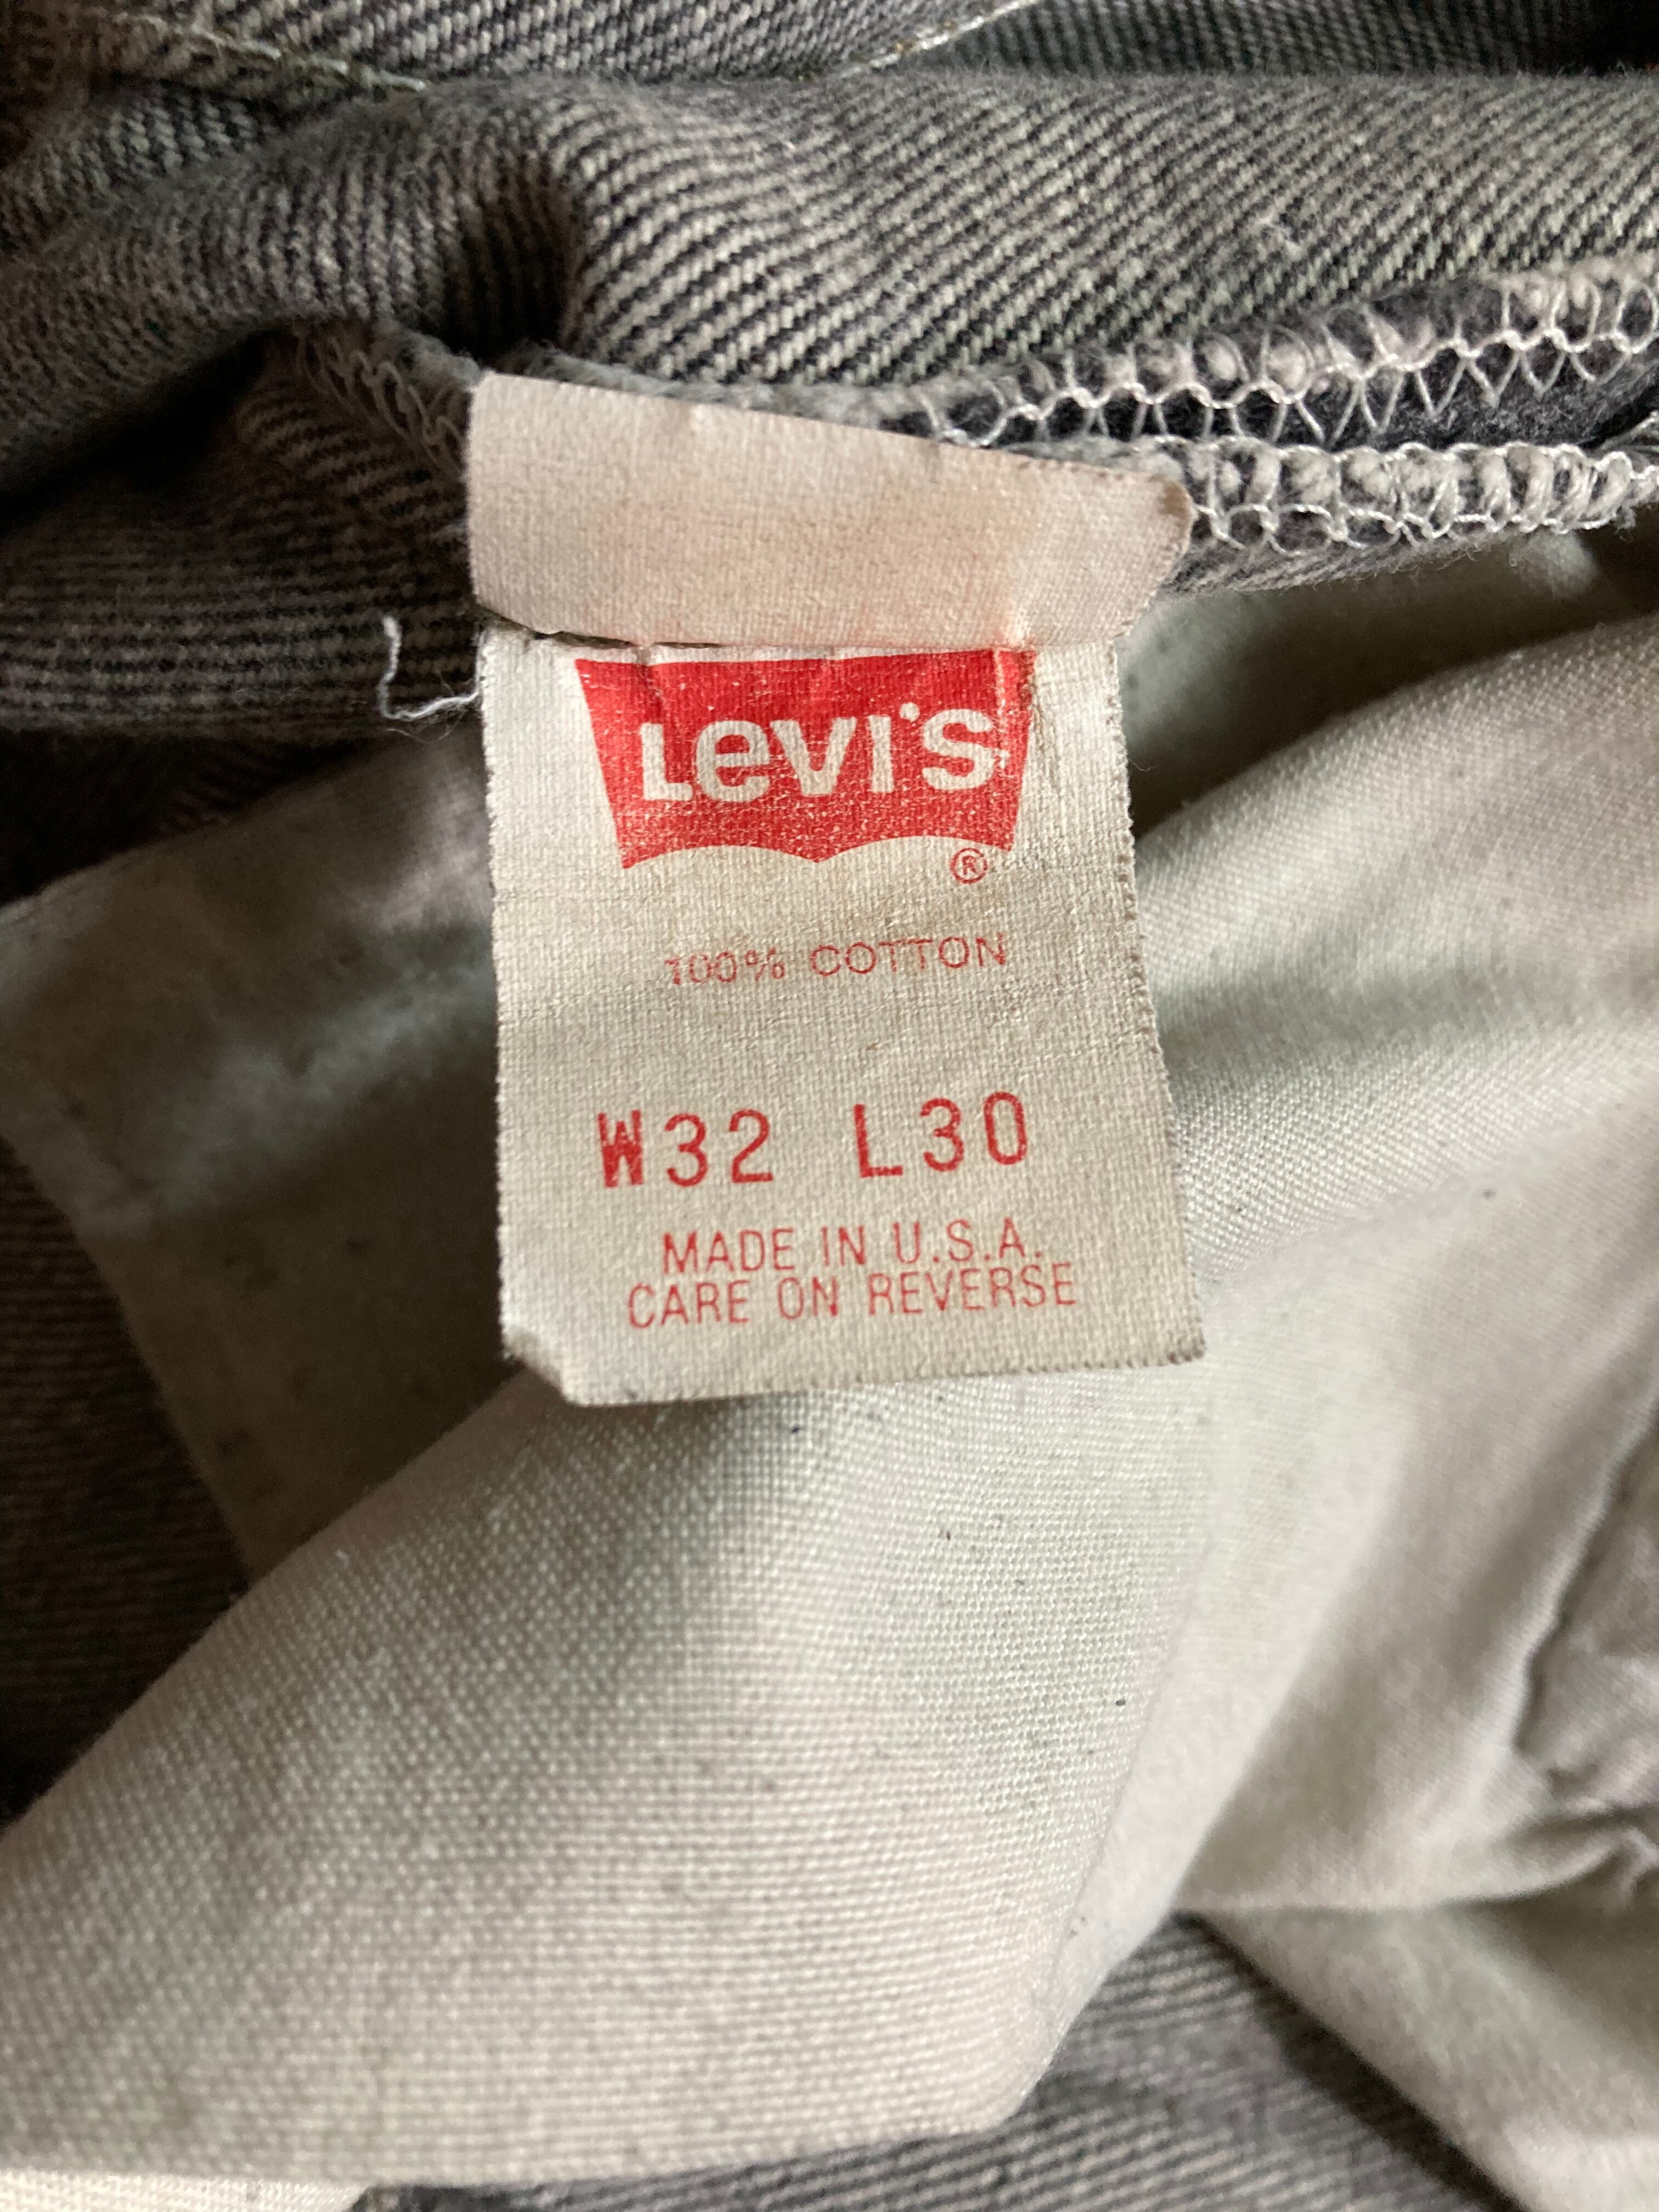 Levi's
®
100% COTTON
W32 L30
MADE IN U.S.A.
CARE ON REVERSE